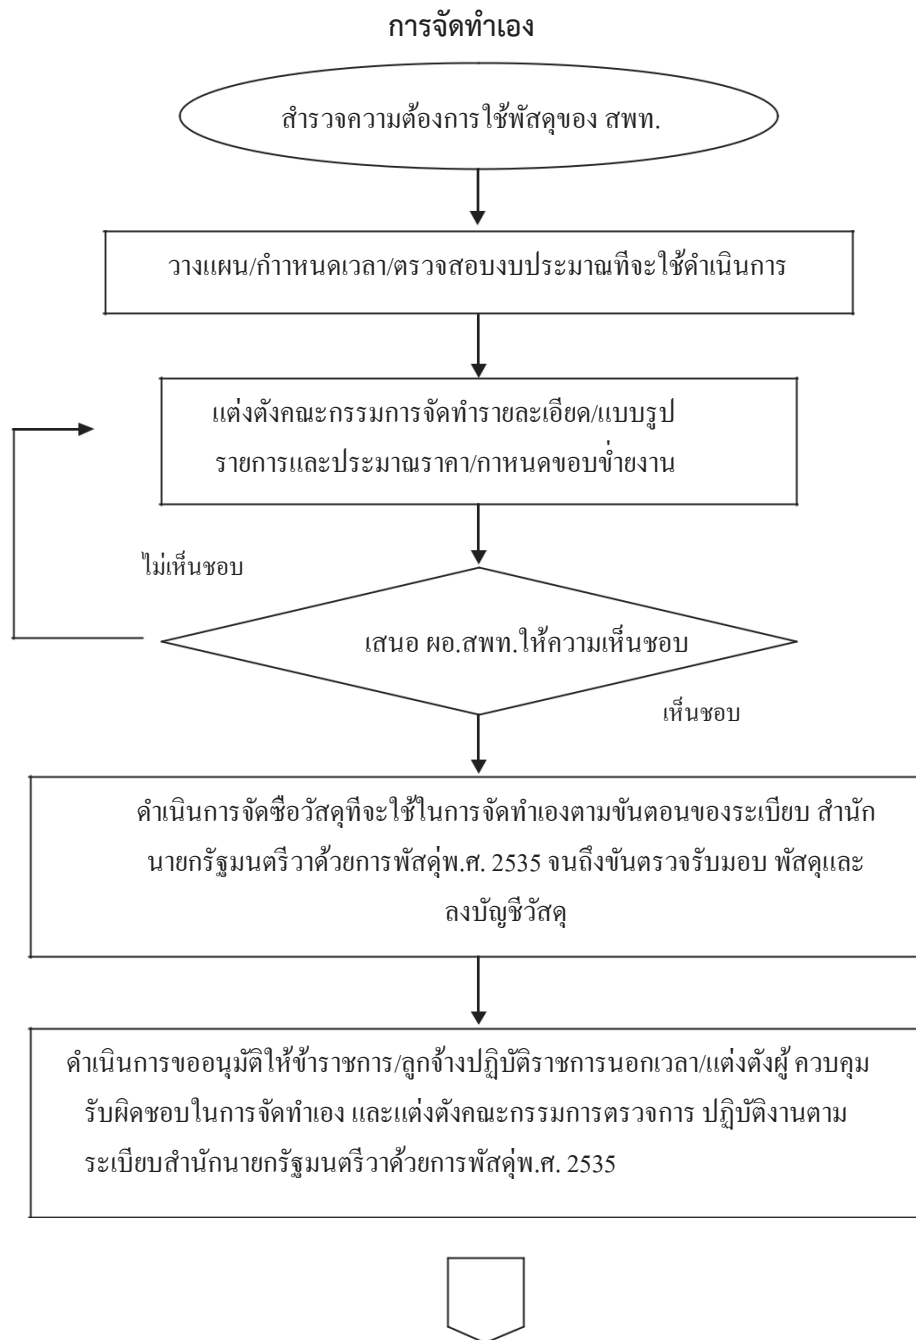 การจัดทำเอง
สำรวจความต้องการใช้พัสดุของ สพท.
วางแผน/กำาหนดเวลา/ตรวจสอบงบประมาณทีจะใช้ดำเนินการ
แต่งตังคณะกรรมการจัดทำรายละเอียด/แบบรูป
รายการและประมาณราคา/กาหนดขอบข่ายงาน
ไม่เห็นชอบ
เสนอ ผอ.สพท.ให้ความเห็นชอบ
เห็นชอบ
ดำเนินการจัดซือวัสดุทีจะใช้ในการจัดทำเองตามขันตอนของระเบียบ สำนัก
นายกรัฐมนตรีวาด้วยการพัสดุ่พ.ศ. 2535 จนถึงขันตรวจรับมอบ พัสดุและ
ลงบัญชีวัสดุ
ดำเนินการขออนุมัติให้ข้าราชการ/ลูกจ้างปฏิบัติราชการนอกเวลา/แต่งตังผู้ ควบคุม
รับผิดชอบในการจัดทำเอง และแต่งตังคณะกรรมการตรวจการ ปฏิบัติงานตาม
ระเบียบสำนักนายกรัฐมนตรีวาด้วยการพัสดุ่พ.ศ. 2535